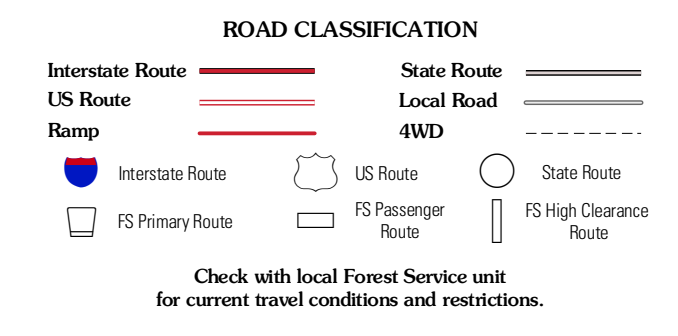 ROAD CLASSIFICATION
Interstate Route
State Route
US Route
Local Road
Ramp
4WD
Interstate Route
US Route
State Route
FS Primary Route
FS Passenger
Route
FS High Clearance
Route
Check with local Forest Service unit
for current travel conditions and restrictions.